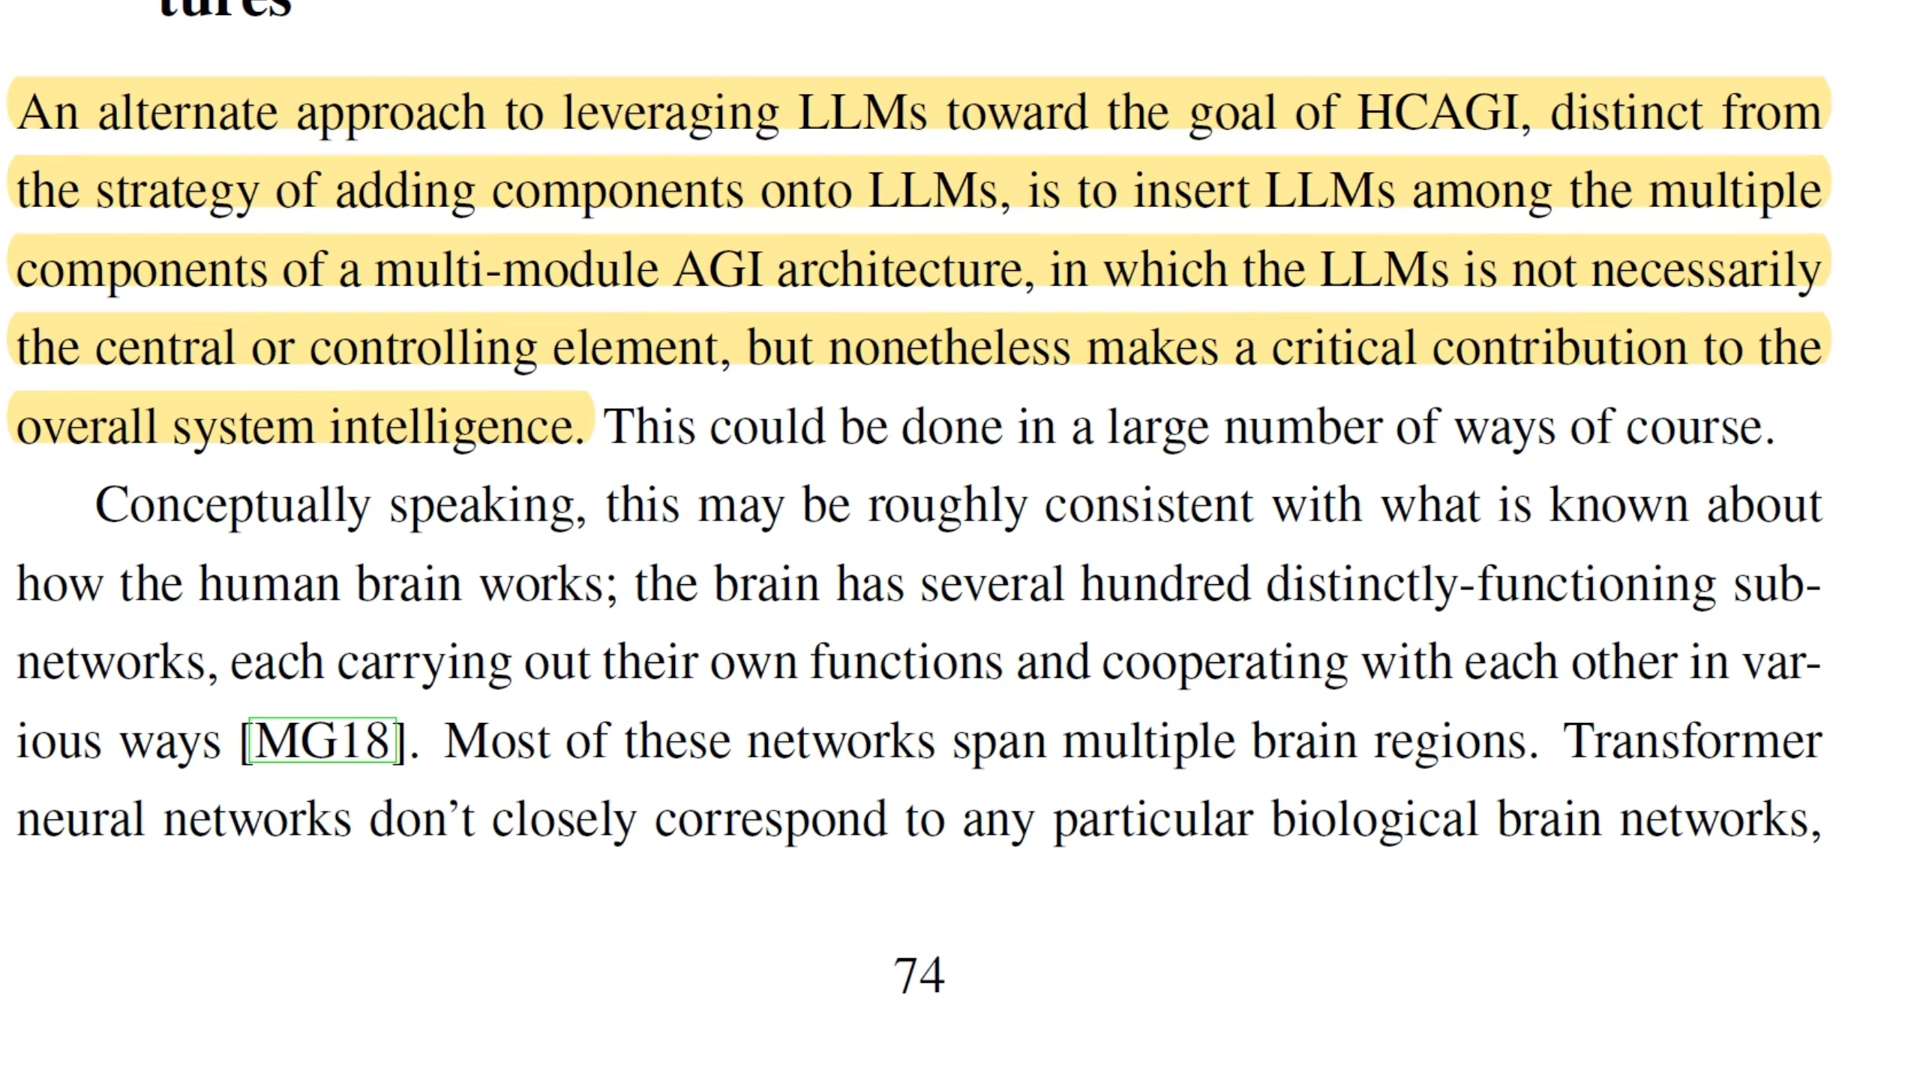 tures
An alternate approach to leveraging LLMs toward the goal of HCAGI, distinct from
the strategy of adding components onto LLMs, is to insert LLMs among the multiple
components of a multi-module AGI architecture, in which the LLMs is not necessarily
the central or controlling element, but nonetheless makes a critical contribution to the
overall system intelligence. This could be done in a large number of ways of course.
Conceptually speaking, this may be roughly consistent with what is known about
how the human brain works; the brain has several hundred distinctly-functioning sub-
networks, each carrying out their own functions and cooperating with each other in var-
ious ways [MG18]. Most of these networks span multiple brain regions. Transformer
neural networks don't closely correspond to any particular biological brain networks,
74